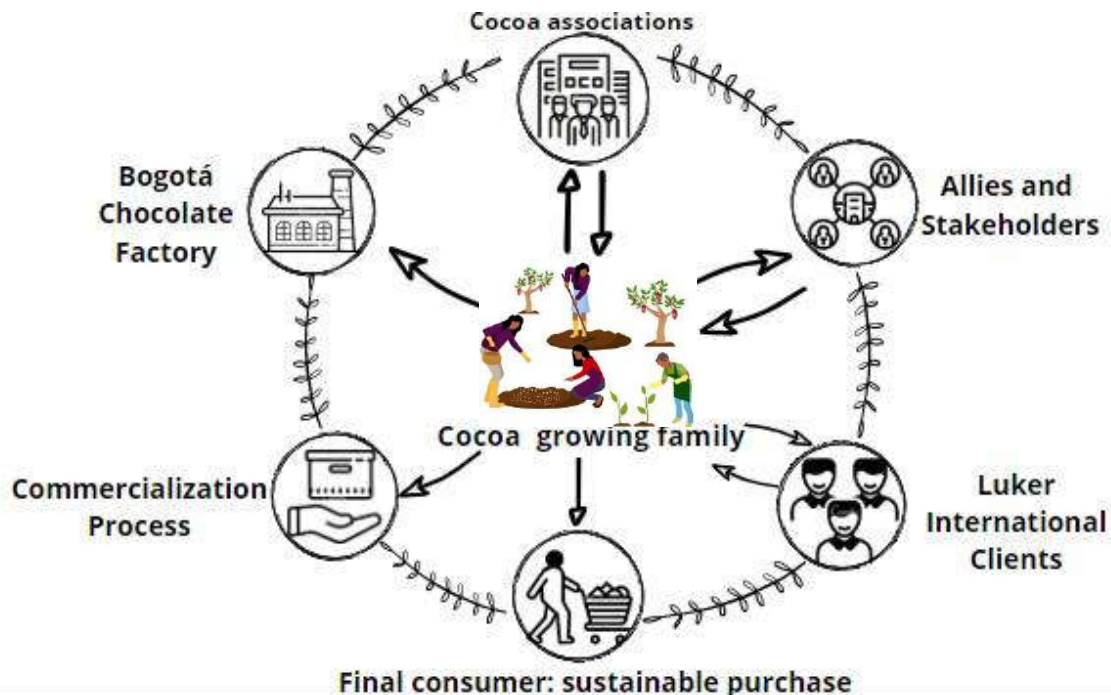 Cocoa associations
Bogotá
Chocolate
Factory
Allies and
Stakeholders
Cocoa growing family
Commercialization
Process
Luker
International
Clients
Final consumer: sustainable purchase